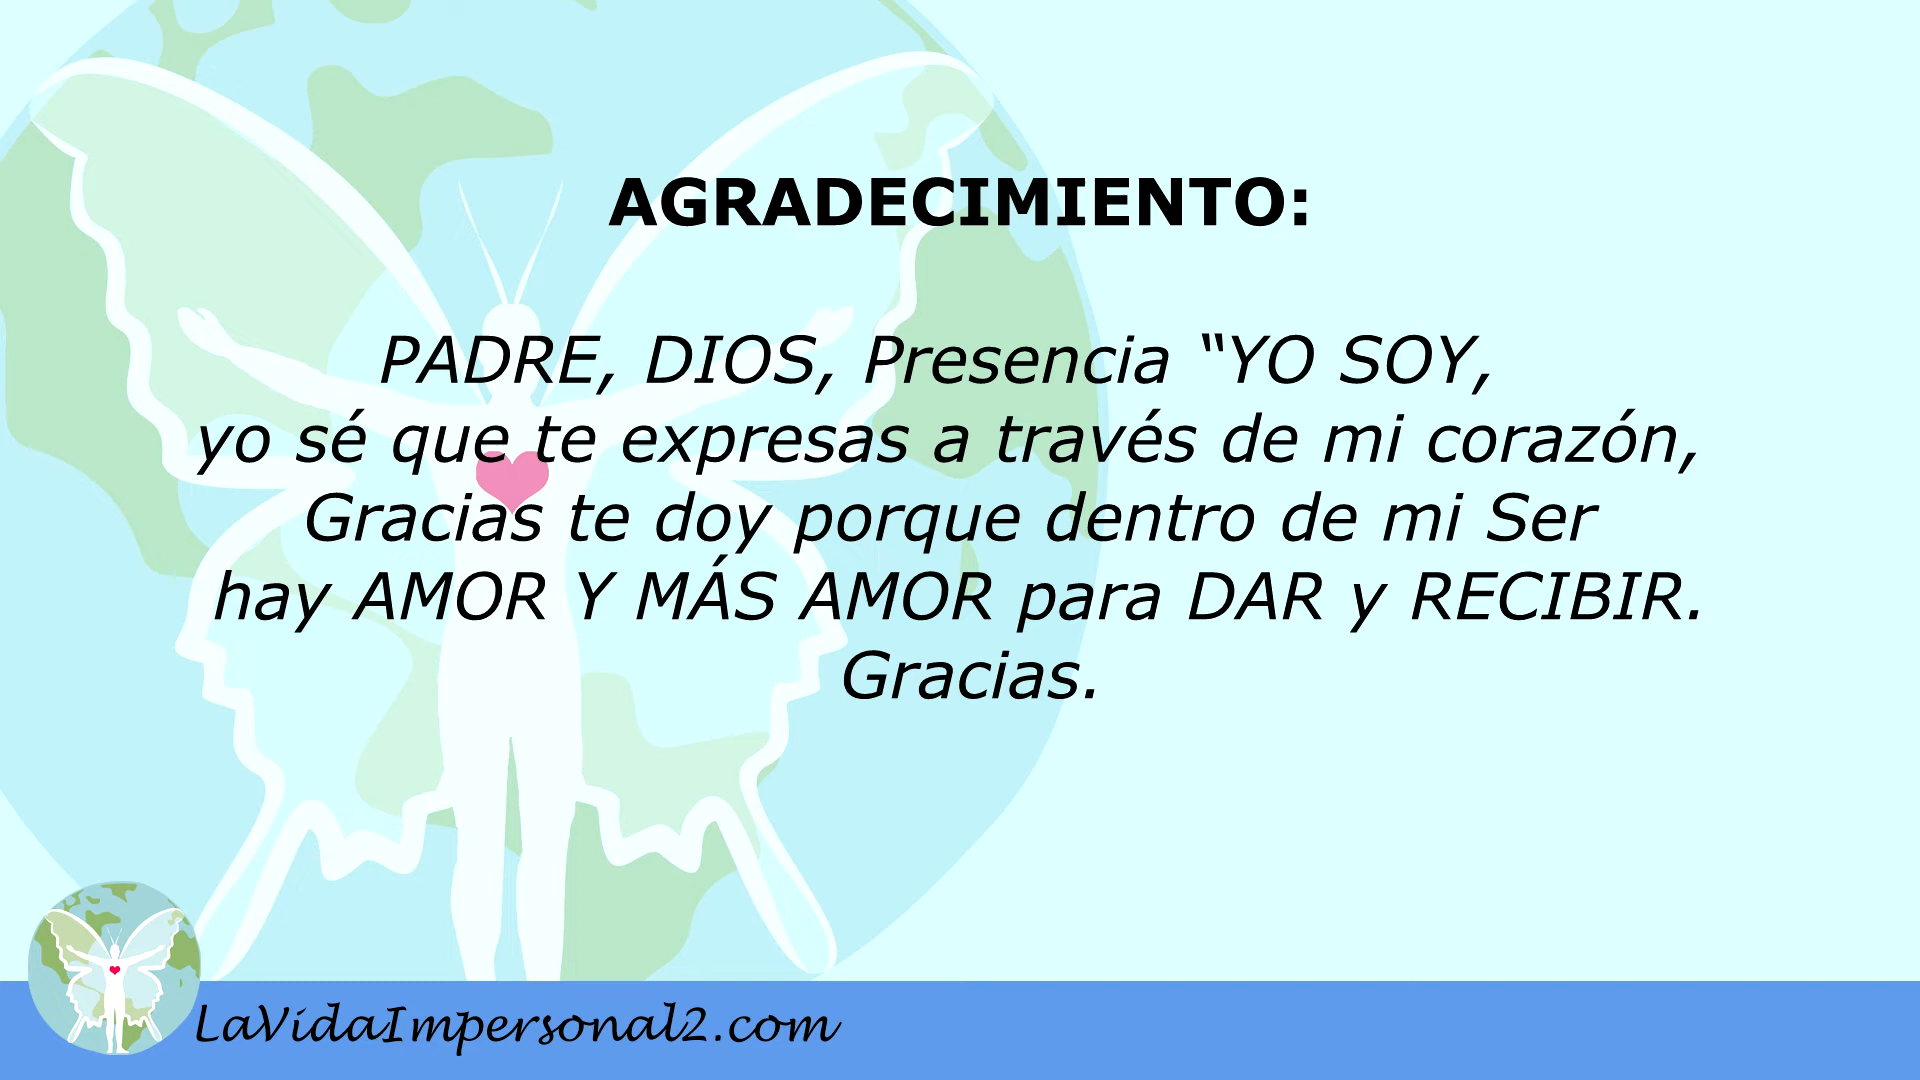 AGRADECIMIENTO:
PADRE, DIOS, Presencia “YO SOY,
yo sé que te expresas a través de mi corazón,
Gracias te doy porque dentro de mi Ser
hay AMOR Y MÁS AMOR para DAR y RECIBIR.
Gracias.
LaVidaImpersonal2.com